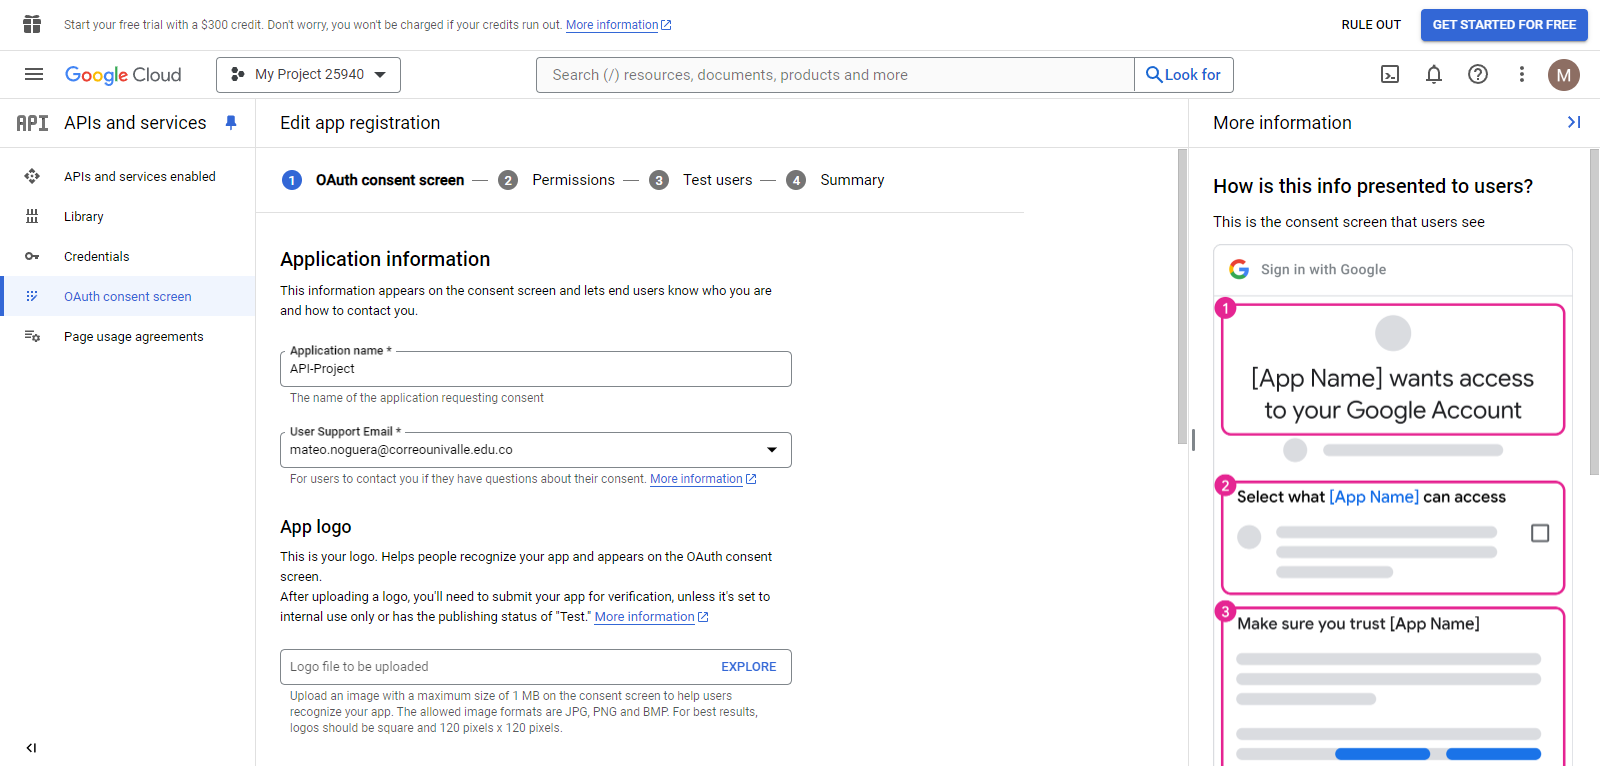 Start your free trial with a $300 credit. Don't worry, you won't be charged if your credits run out. More information
RULE OUT
GET STARTED FOR FREE
Google Cloud
My Project 25940
Search (/) resources, documents, products and more
Look for
M
API APIs and services
Edit app registration
More information
APIs and services enabled
Library
Credentials
OAuth consent screen
Page usage agreements
1 OAuth consent screen — 2 Permissions — 3 Test users — 4 Summary
Application information
This information appears on the consent screen and lets end users know who you are
and how to contact you.
Application name *
API-Project
The name of the application requesting consent
User Support Email *
mateo.noguera@correounivalle.edu.co
For users to contact you if they have questions about their consent. More information
App logo
This is your logo. Helps people recognize your app and appears on the OAuth consent
screen.
After uploading a logo, you'll need to submit your app for verification, unless it's set to
internal use only or has the publishing status of "Test." More information
Logo file to be uploaded
EXPLORE
Upload an image with a maximum size of 1 MB on the consent screen to help users
recognize your app. The allowed image formats are JPG, PNG and BMP. For best results,
logos should be square and 120 pixels x 120 pixels.
How is this info presented to users?
This is the consent screen that users see
Sign in with Google
1
[App Name] wants access
to your Google Account
2
Select what [App Name] can access
3
Make sure you trust [App Name]